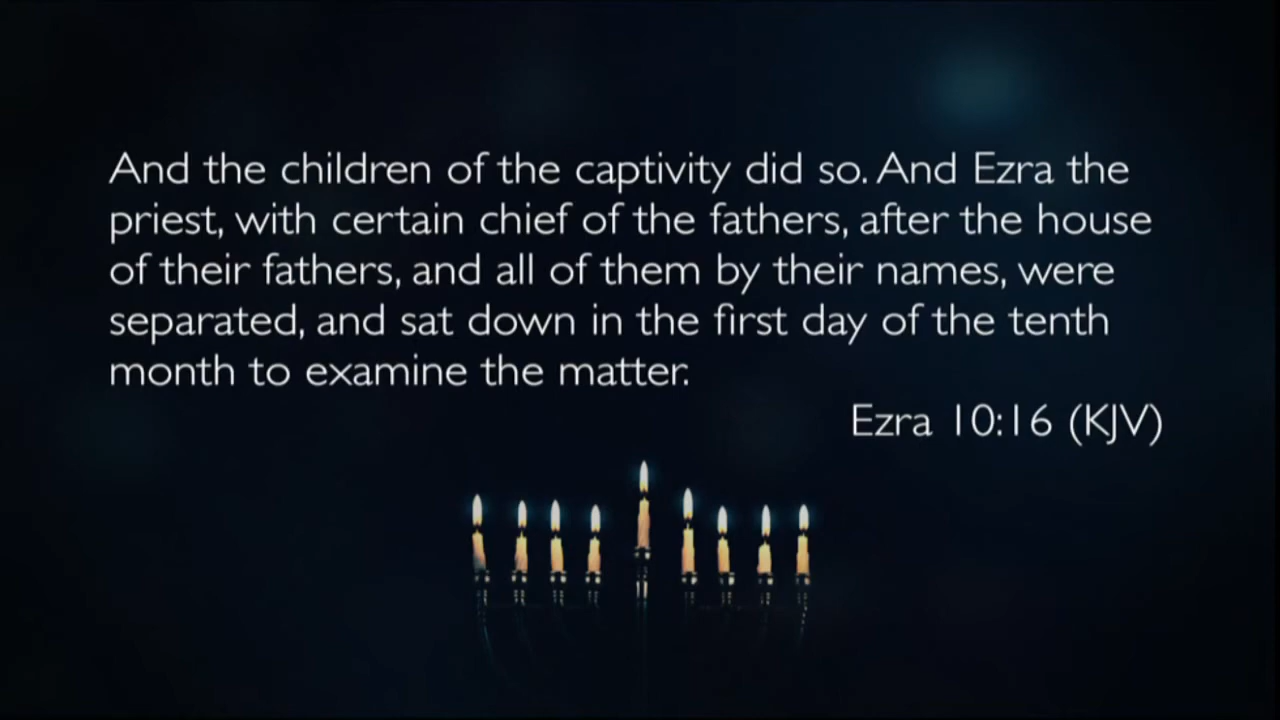 And the children of the captivity did so. And Ezra the
priest, with certain chief of the fathers, after the house
of their fathers, and all of them by their names, were
separated, and sat down in the first day of the tenth
month to examine the matter.
Ezra 10:16 (KJV)